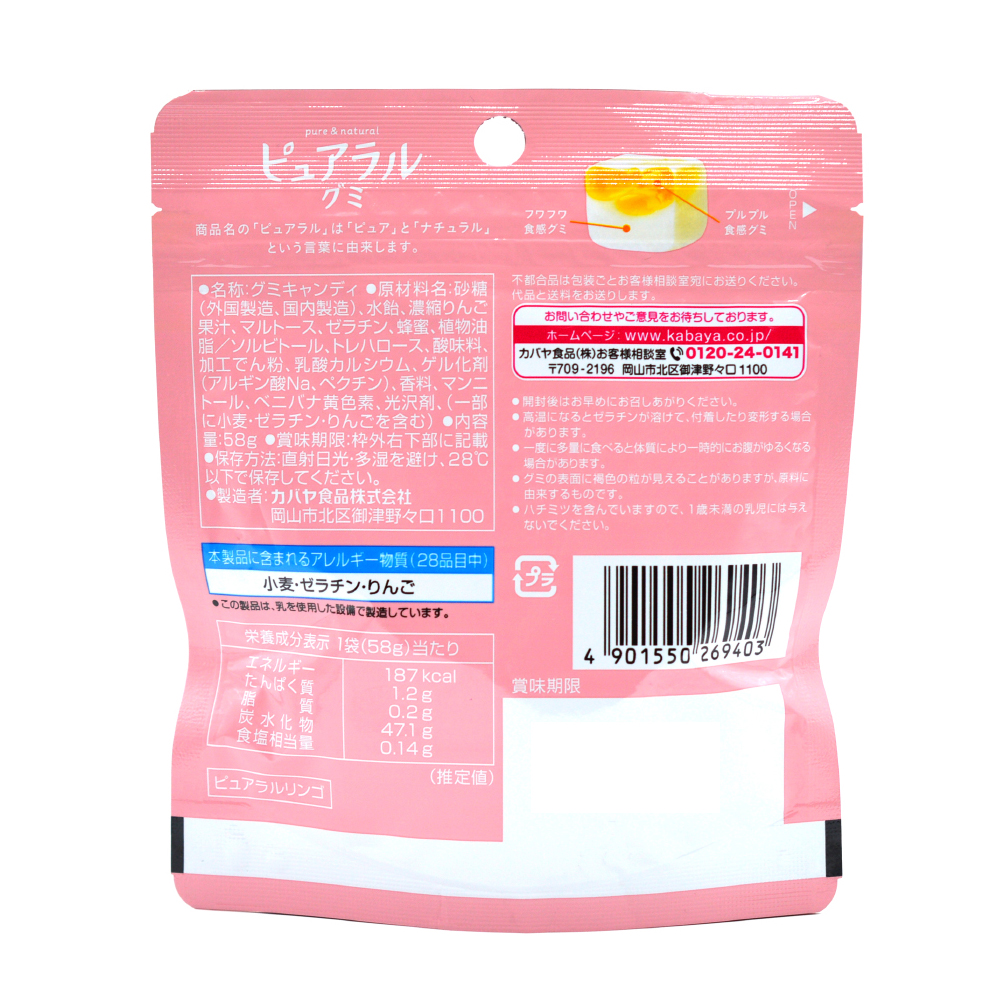 pure & natural
ピュアラル
グミ
商品名の「ピュアラル」は「ピュア」と「ナチュラル」
という言葉に由来します。
フワフワ
食感グミ
プルプル
食感グミ
OPEN
●名称:グミキャンディ ●原材料名:砂糖
(外国製造、国内製造)、水飴、濃縮りんご
果汁、マルトース、ゼラチン、蜂蜜、植物油
脂/ソルビトール、トレハロース、酸味料、
加工でん粉、乳酸カルシウム、ゲル化剤
(アルギン酸Na、ペクチン)、香料、マンニ
トール、ベニバナ黄色素、光沢剤、(一部
に小麦・ゼラチン・りんごを含む) ●内容
量:58g ●賞味期限:枠外右下部に記載
●保存方法:直射日光・多湿を避け、28℃
以下で保存してください。
●製造者:カバヤ食品株式会社
岡山市北区御津野々口1100
本製品に含まれるアレルギー物質(28品目中)
小麦・ゼラチン・りんご
●この製品は、乳を使用した設備で製造しています。
栄養成分表示 1袋(58g)当たり
エネルギー 187kcal
たんぱく質 1.2g
脂質 0.2g
炭水化物 47.1g
食塩相当量 0.14g
(推定値)
ピュアラルリンゴ
不都合品は包装ごとお客様相談室宛にお送りください。
代品と送料をお送りします。
お問い合わせやご意見をお待ちしております。
ホームページ:www.kabaya.co.jp/
カバヤ食品(株)お客様相談室 0120-24-0141
〒709-2196 岡山市北区御津野々口1100
●開封後はお早めにお召しあがりください。
●高温になるとゼラチンが溶けて、付着したり変形する場合
があります。
●一度に多量に食べると体質により一時的にお腹がゆるくなる
場合があります。
●グミの表面に褐色の粒が見えることがありますが、原料に
由来するものです。
●ハチミツを含んでいますので、1歳未満の乳児には与え
ないでください。
プラ
4 901550 269403
賞味期限